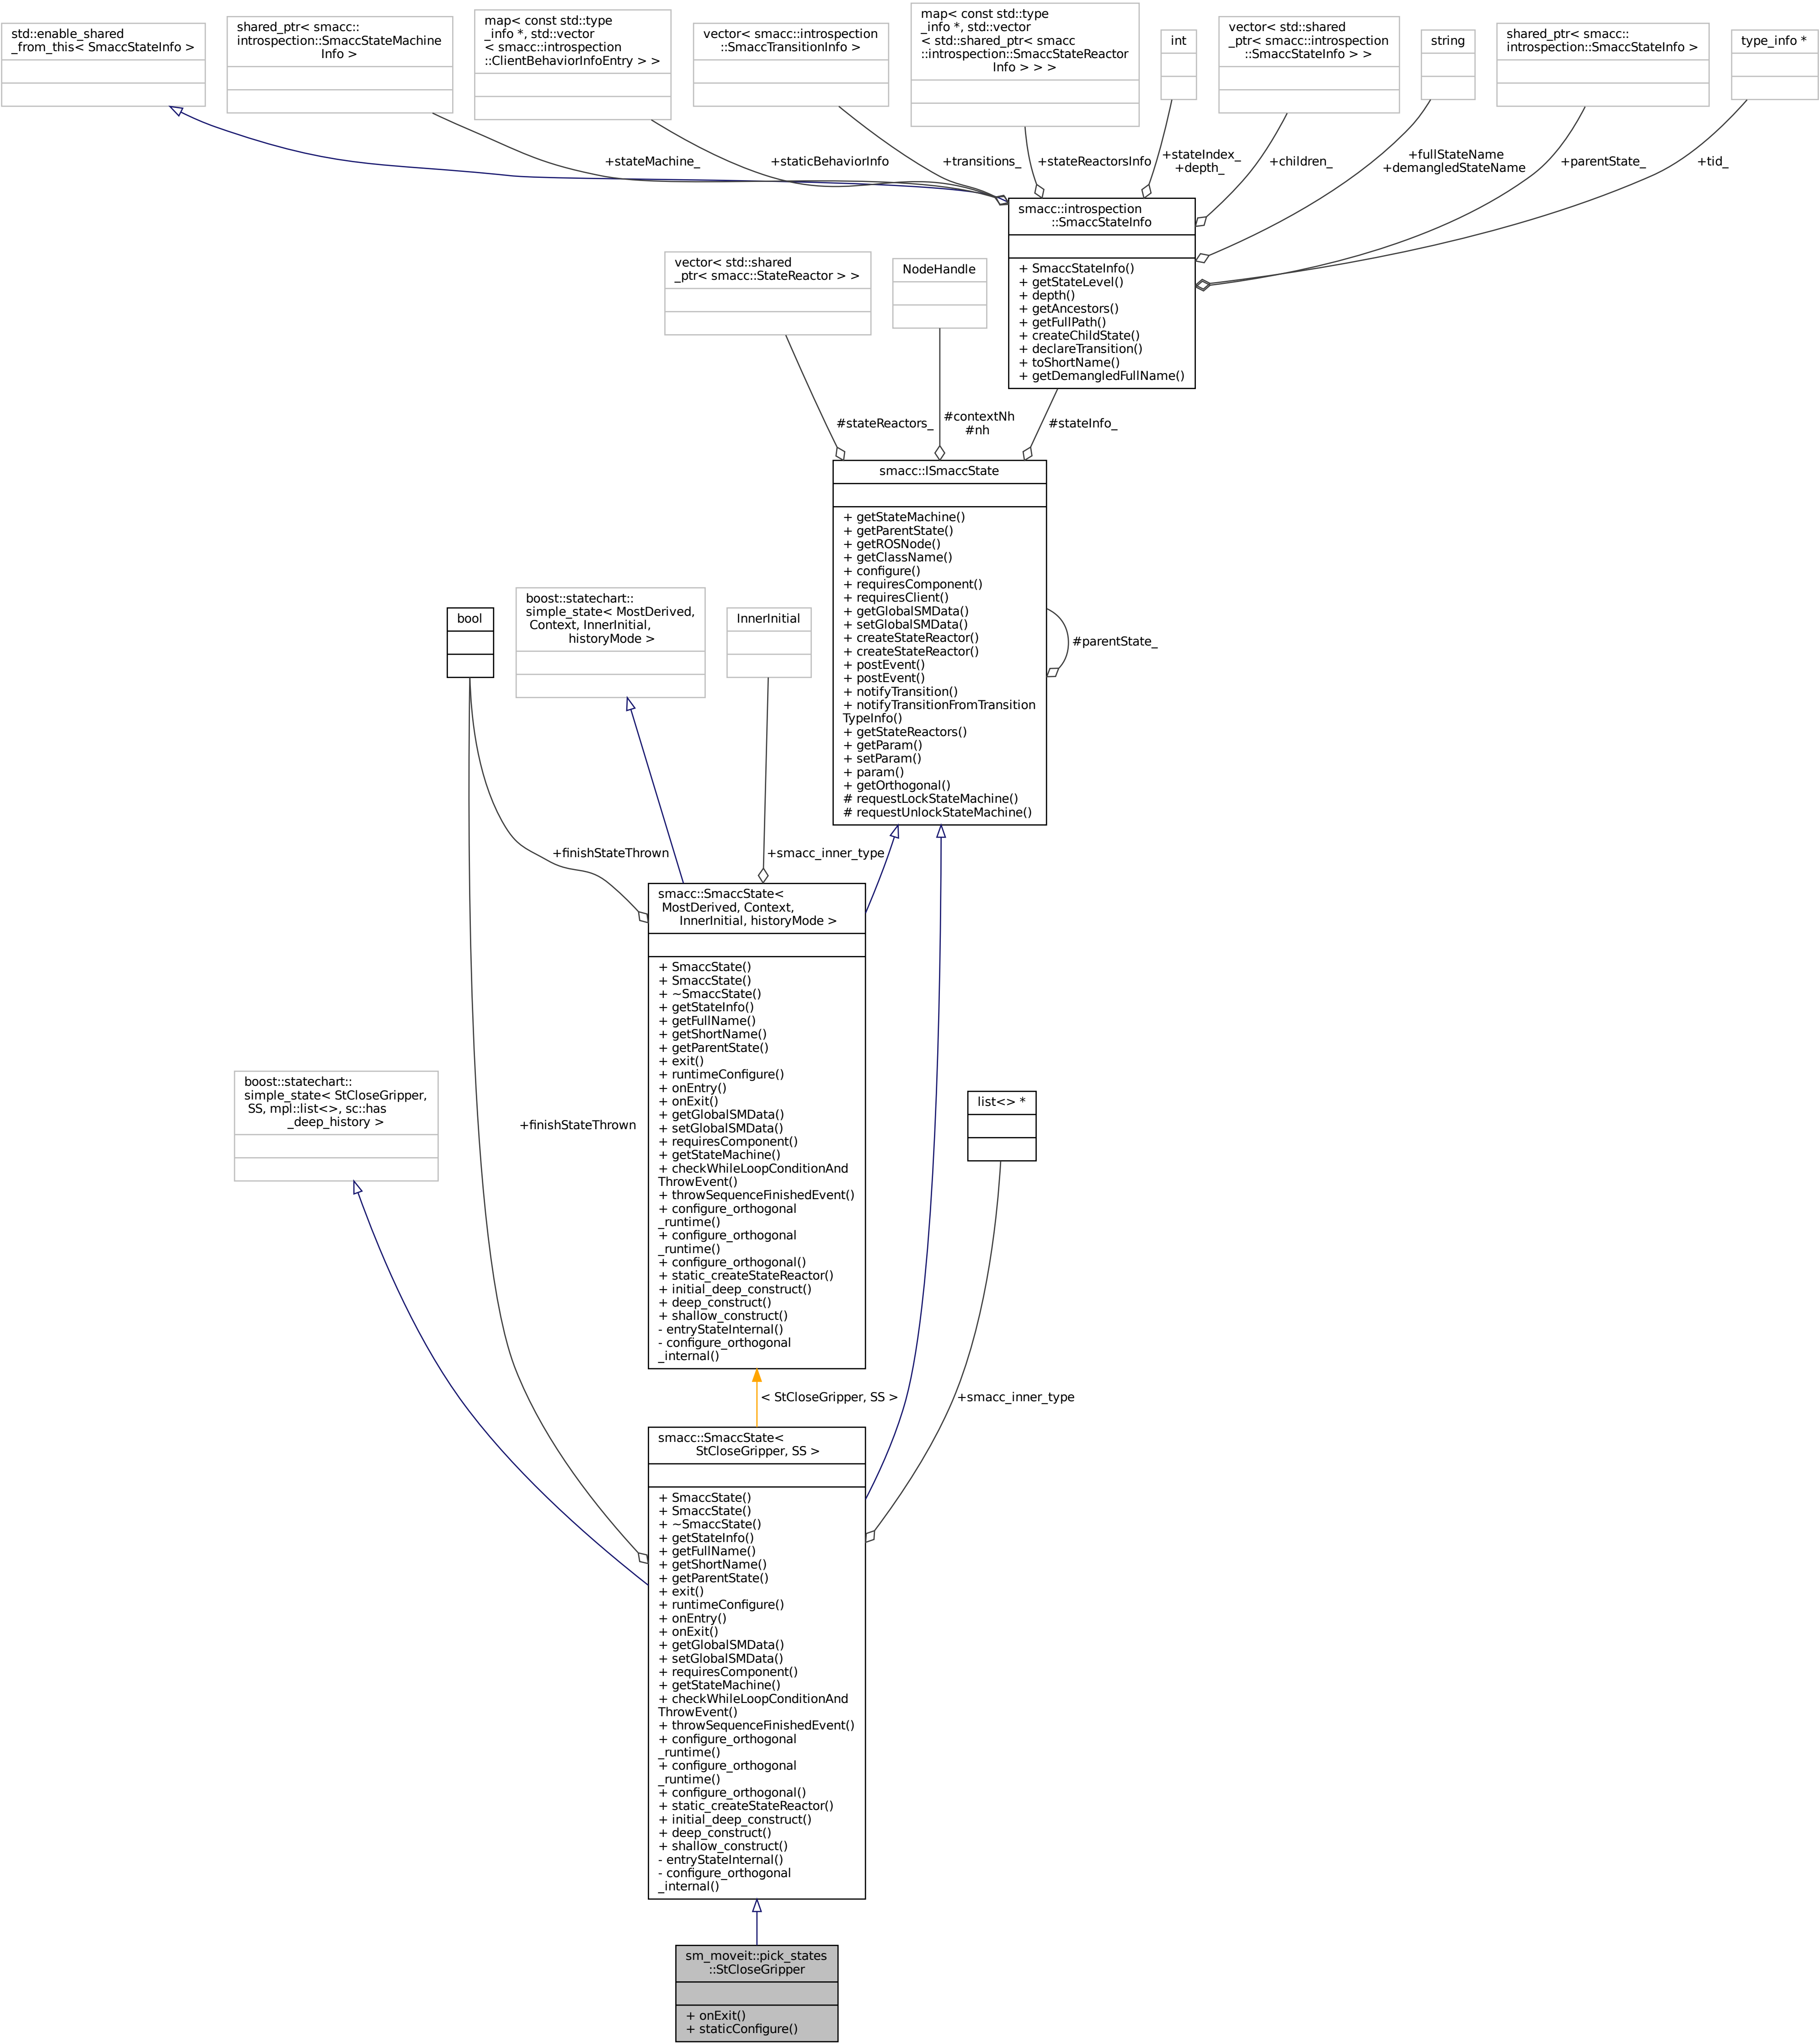 std::enable_shared
_from_this< SmaccStateInfo >
shared_ptr< smacc::
introspection::SmaccStateMachine
Info >
map< const std::type
_info *, std::vector
< smacc::introspection
::ClientBehaviorInfoEntry > >
vector< smacc::introspection
::SmaccTransitionInfo >
map< const std::type
_info *, std::vector
< std::shared_ptr< smacc
::introspection::SmaccStateReactor
Info > > >
int
vector< std::shared
_ptr< smacc::introspection
::SmaccStateInfo > >
string
shared_ptr< smacc::
introspection::SmaccStateInfo >
type_info *
+stateMachine_
+staticBehaviorInfo
+transitions_
+stateReactorsInfo
+stateIndex_
+depth_
+children_
+fullStateName
+demangledStateName
+parentState_
+tid_
smacc::introspection
::SmaccStateInfo
+ SmaccStateInfo()
+ getStateLevel()
+ depth()
+ getAncestors()
+ getFullPath()
+ createChildState()
+ declareTransition()
+ toShortName()
+ getDemangledFullName()
vector< std::shared
_ptr< smacc::StateReactor > >
NodeHandle
#stateReactors_
#contextNh
#nh
#stateInfo_
smacc::ISmaccState
+ getStateMachine()
+ getParentState()
+ getROSNode()
+ getClassName()
+ configure()
+ requiresComponent()
+ requiresClient()
+ getGlobalSMData()
+ setGlobalSMData()
+ createStateReactor()
+ createStateReactor()
+ postEvent()
+ postEvent()
+ notifyTransition()
+ notifyTransitionFromTransition
TypeInfo()
+ getStateReactors()
+ getParam()
+ setParam()
+ param()
+ getOrthogonal()
# requestLockStateMachine()
# requestUnlockStateMachine()
#parentState_
bool
boost::statechart::
simple_state< MostDerived,
Context, InnerInitial,
historyMode >
InnerInitial
+finishStateThrown
+smacc_inner_type
smacc::SmaccState<
MostDerived, Context,
InnerInitial, historyMode >
+ SmaccState()
+ SmaccState()
+ ~SmaccState()
+ getStateInfo()
+ getFullName()
+ getShortName()
+ getParentState()
+ exit()
+ runtimeConfigure()
+ onEntry()
+ onExit()
+ getGlobalSMData()
+ setGlobalSMData()
+ requiresComponent()
+ getStateMachine()
+ checkWhileLoopConditionAnd
ThrowEvent()
+ throwSequenceFinishedEvent()
+ configure_orthogonal
_runtime()
+ configure_orthogonal
_runtime()
+ configure_orthogonal()
+ static_createStateReactor()
+ initial_deep_construct()
+ deep_construct()
+ shallow_construct()
- entryStateInternal()
- configure_orthogonal
_internal()
boost::statechart::
simple_state< StCloseGripper,
SS, mpl::list<>, sc::has
_deep_history >
+finishStateThrown
list<> *
< StCloseGripper, SS >
+smacc_inner_type
smacc::SmaccState<
StCloseGripper, SS >
+ SmaccState()
+ SmaccState()
+ ~SmaccState()
+ getStateInfo()
+ getFullName()
+ getShortName()
+ getParentState()
+ exit()
+ runtimeConfigure()
+ onEntry()
+ onExit()
+ getGlobalSMData()
+ setGlobalSMData()
+ requiresComponent()
+ getStateMachine()
+ checkWhileLoopConditionAnd
ThrowEvent()
+ throwSequenceFinishedEvent()
+ configure_orthogonal
_runtime()
+ configure_orthogonal
_runtime()
+ configure_orthogonal()
+ static_createStateReactor()
+ initial_deep_construct()
+ deep_construct()
+ shallow_construct()
- entryStateInternal()
- configure_orthogonal
_internal()
sm_moveit::pick_states
::StCloseGripper
+ onExit()
+ staticConfigure()